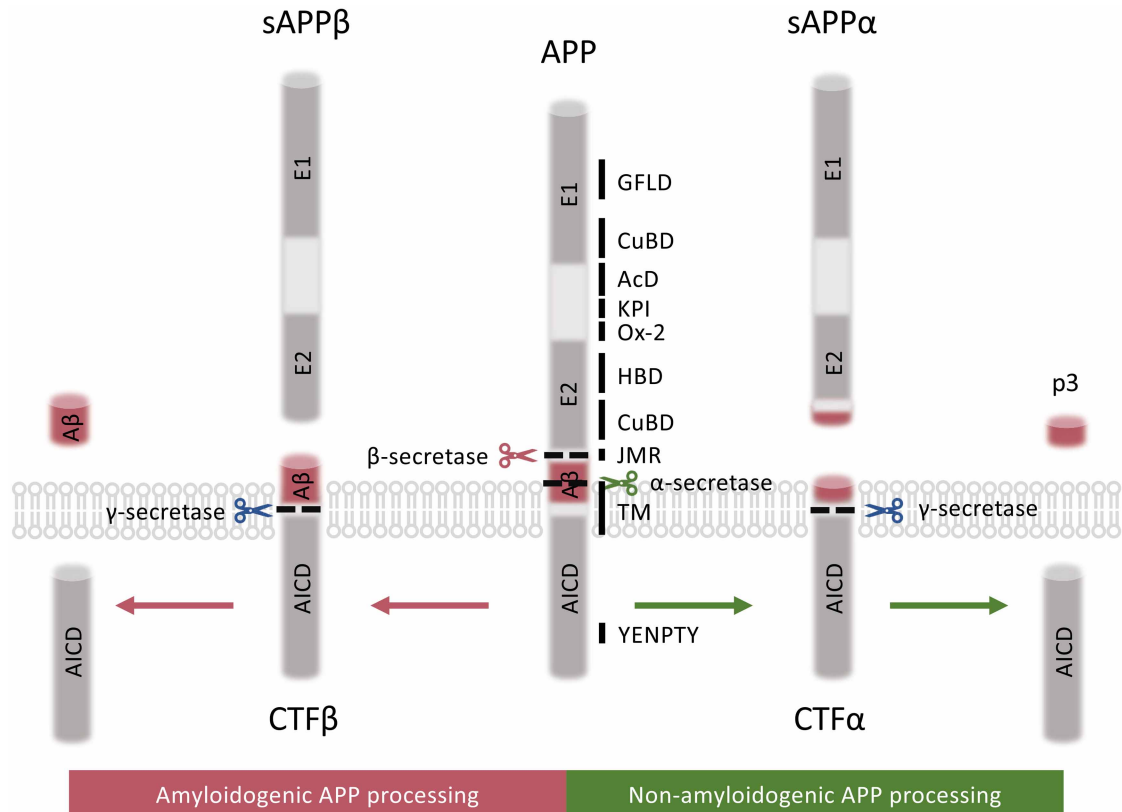 sAPPβ
APP
sAPPα
E1
E1
E1
GFLD
CuBD
AcD
KPI
Ox-2
E2
E2
E2
HBD
p3
Aβ
CuBD
β-secretase
JMR
Aβ
Aβ
α-secretase
γ-secretase
TM
γ-secretase
AICD
AICD
AICD
AICD
AICD
YENPTY
CTFβ
CTFα
Amyloidogenic APP processing
Non-amyloidogenic APP processing